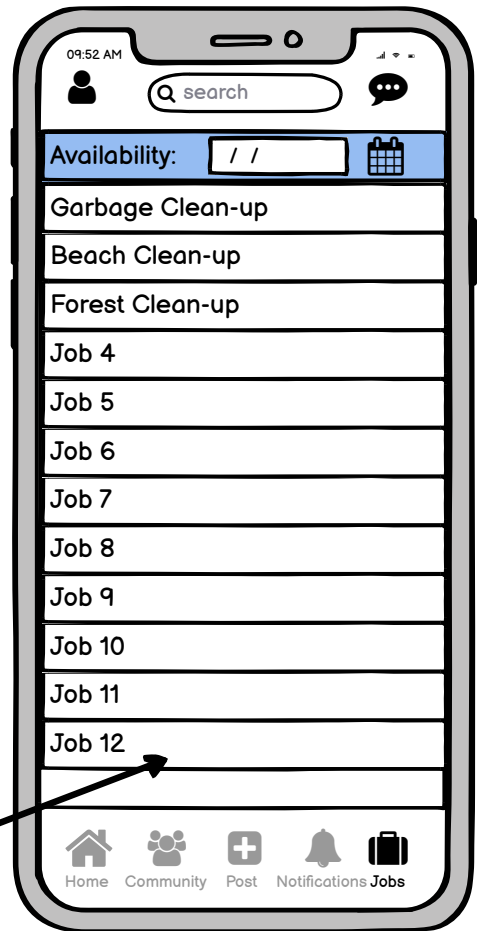 09:52 AM
search
Availability: / /
Garbage Clean-up
Beach Clean-up
Forest Clean-up
Job 4
Job 5
Job 6
Job 7
Job 8
Job 9
Job 10
Job 11
Job 12
Home Community Post Notifications Jobs